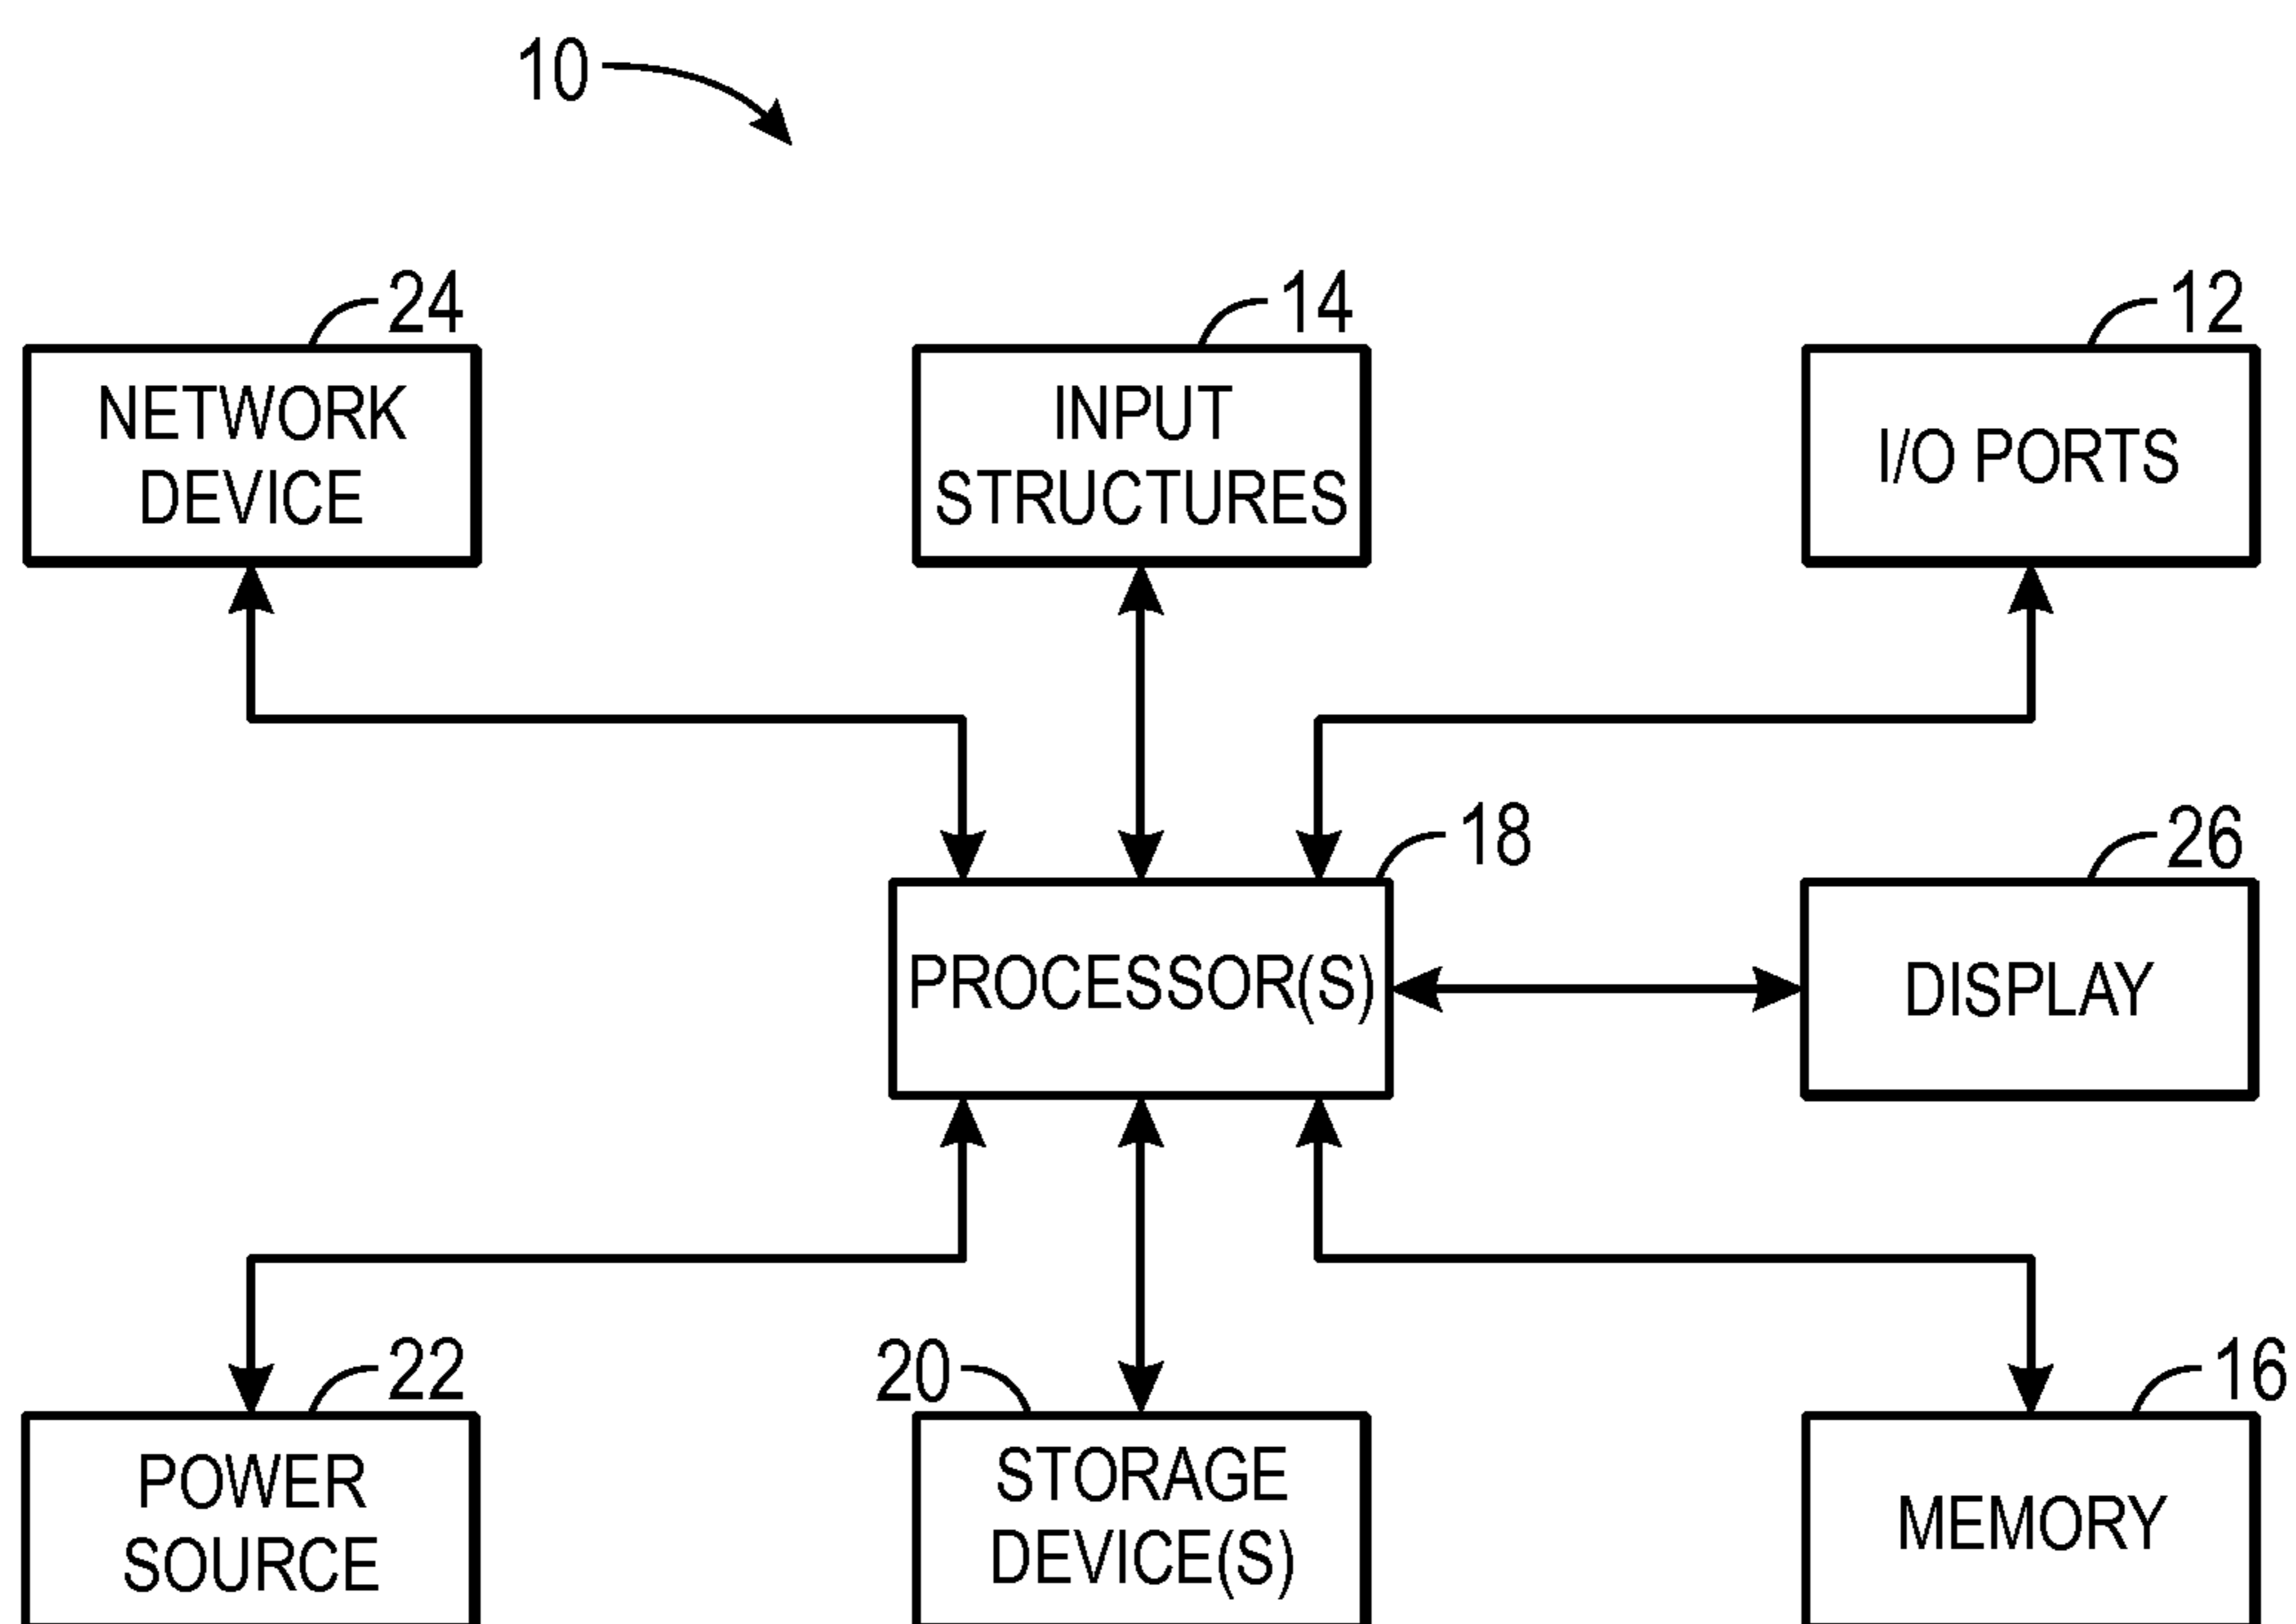 10
24
14
12
NETWORK
DEVICE
INPUT
STRUCTURES
I/O PORTS
18
26
PROCESSOR(S)
DISPLAY
22
20
16
POWER
SOURCE
STORAGE
DEVICE(S)
MEMORY